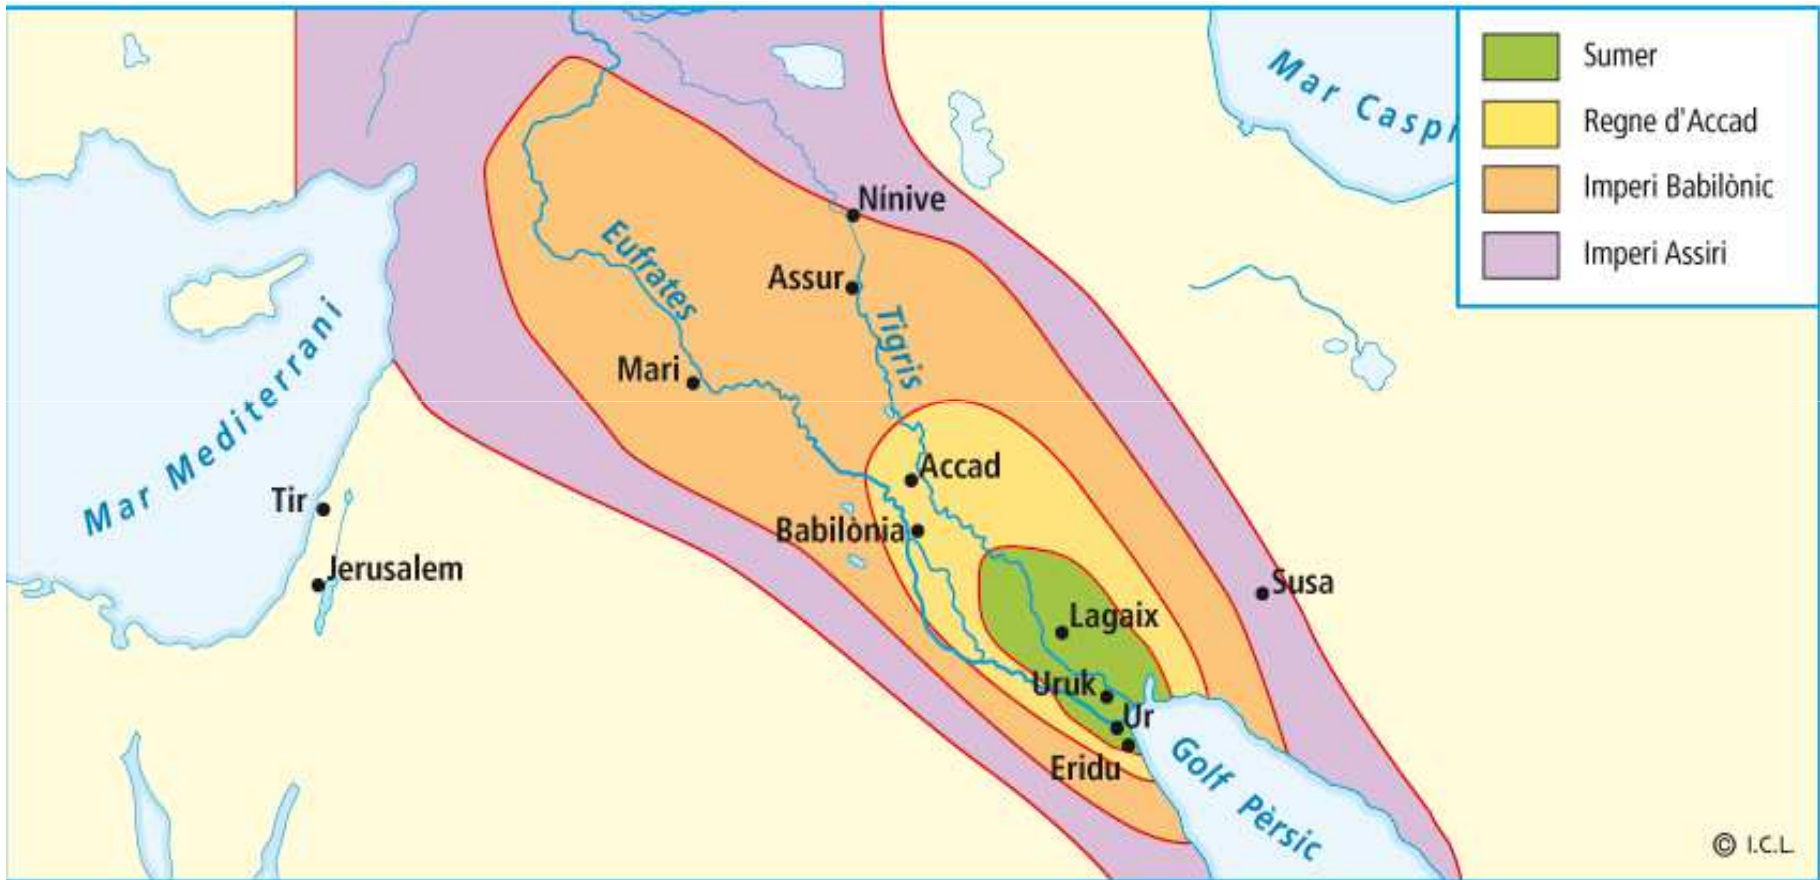 Sumer
Regne d'Accad
Imperi Babilònic
Imperi Assiri
Mar Caspi
Nínive
Eufrates
Assur
Tigris
Mari
Mar Mediterrani
Accad
Tir
Babilònia
Jerusalem
Susa
Lagaix
Uruk
Ur
Eridu
Golf Pèrsic
© I.C.L.